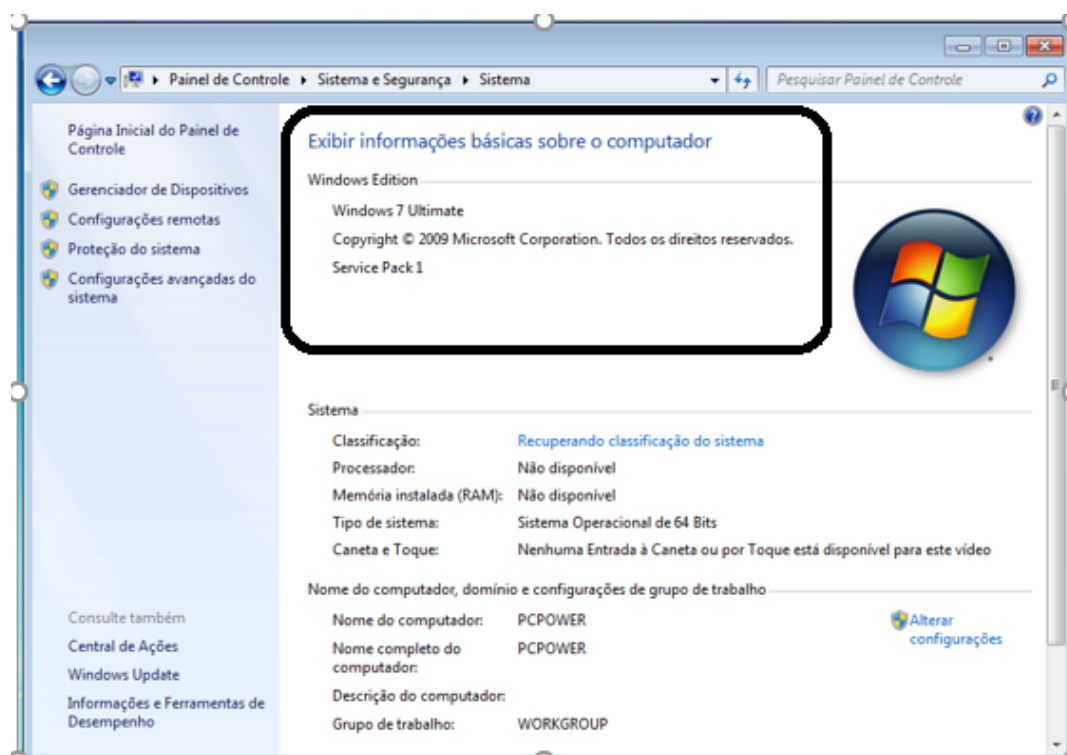 Painel de Controle Sistema e Segurança Sistema Pesquisar Painel de Controle
Página Inicial do Painel de
Controle
Gerenciador de Dispositivos
Configurações remotas
Proteção do sistema
Configurações avançadas do
sistema
Consulte também
Central de Ações
Windows Update
Informações e Ferramentas de
Desempenho
Exibir informações básicas sobre o computador
Windows Edition
Windows 7 Ultimate
Copyright © 2009 Microsoft Corporation. Todos os direitos reservados.
Service Pack 1
Sistema
Classificação: Recuperando classificação do sistema
Processador: Não disponível
Memória instalada (RAM): Não disponível
Tipo de sistema: Sistema Operacional de 64 Bits
Caneta e Toque: Nenhuma Entrada à Caneta ou por Toque está disponível para este vídeo
Nome do computador, domínio e configurações de grupo de trabalho
Nome do computador: PCPOWER
Nome completo do
computador: PCPOWER
Descrição do computador:
Grupo de trabalho: WORKGROUP
Alterar
configurações